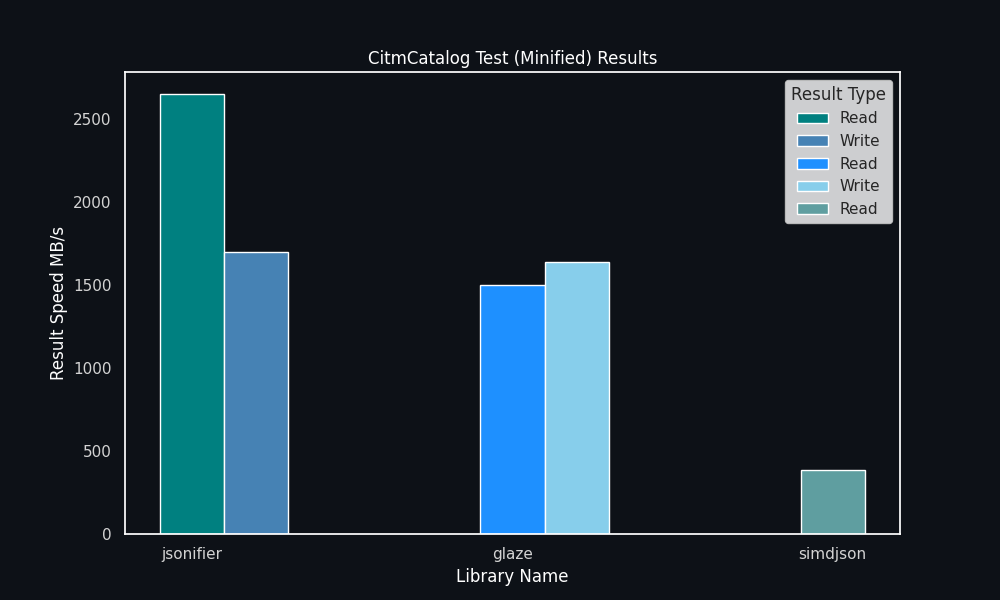 CitmCatalog Test (Minified) Results
Result Type
Read
Write
Read
Write
Read
Result Speed MB/s
2500
2000
1500
1000
500
0
jsonifier
glaze
simdjson
Library Name